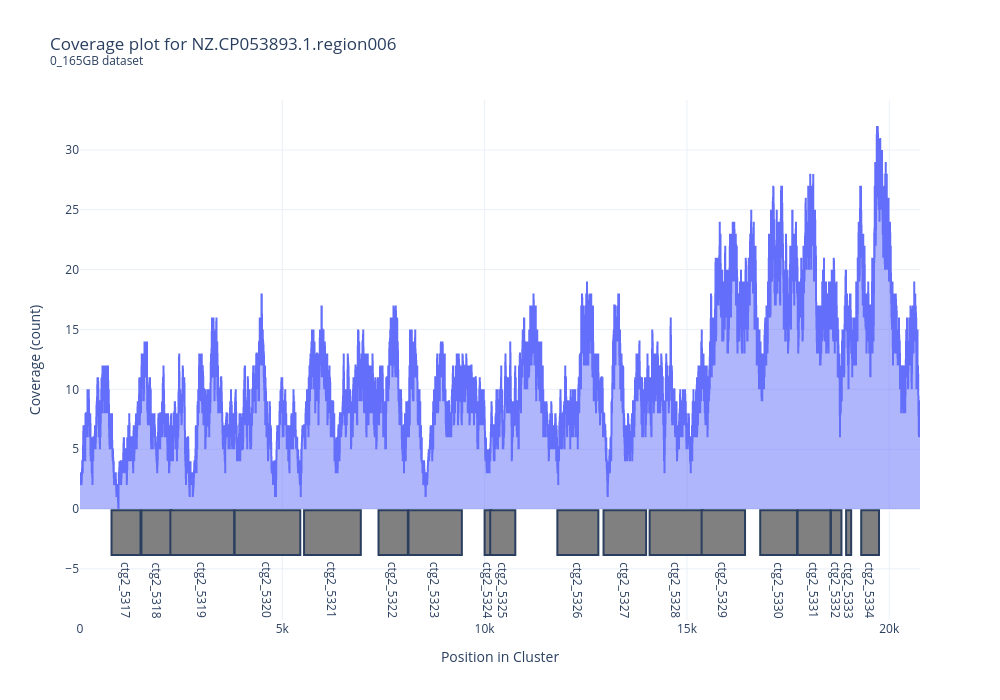 Coverage plot for NZ.CP053893.1.region006
0_165GB dataset
Coverage (count)
30
25
20
15
10
5
0
−5
ctg2_5317
ctg2_5318
ctg2_5319
ctg2_5320
ctg2_5321
ctg2_5322
ctg2_5323
ctg2_5324
ctg2_5325
ctg2_5326
ctg2_5327
ctg2_5328
ctg2_5329
ctg2_5330
ctg2_5331
ctg2_5332
ctg2_5333
ctg2_5334
0
5k
10k
15k
20k
Position in Cluster